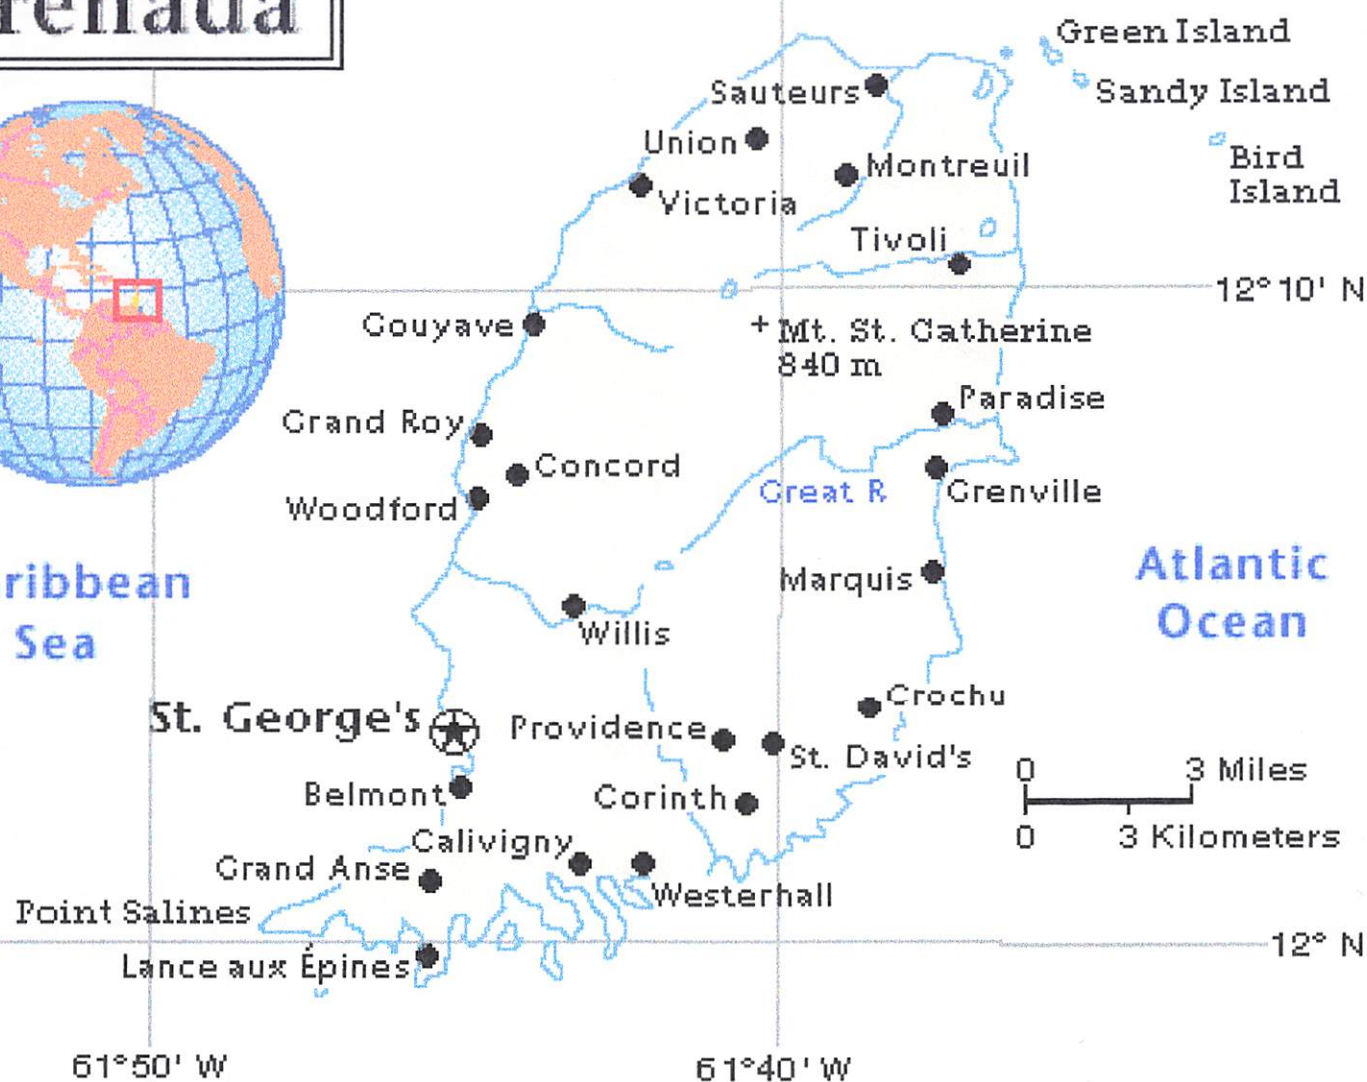 renada
Green Island
Sandy Island
Sauteurs
Union
Bird
Island
Montreuil
Victoria
Tivoli
12°10' N
Gouyave
Mt. St. Catherine
840 m
Paradise
Grand Roy
Concord
Great R
Grenville
Woodford
ribbean
Sea
Atlantic
Ocean
Marquis
Willis
Crochu
St. George's
Providence
St. David's
0 3 Miles
0 3 Kilometers
Belmont
Corinth
Calivigny
Grand Anse
Westerhall
Point Salines
12° N
Lance aux Épines
61°50' W
61°40' W